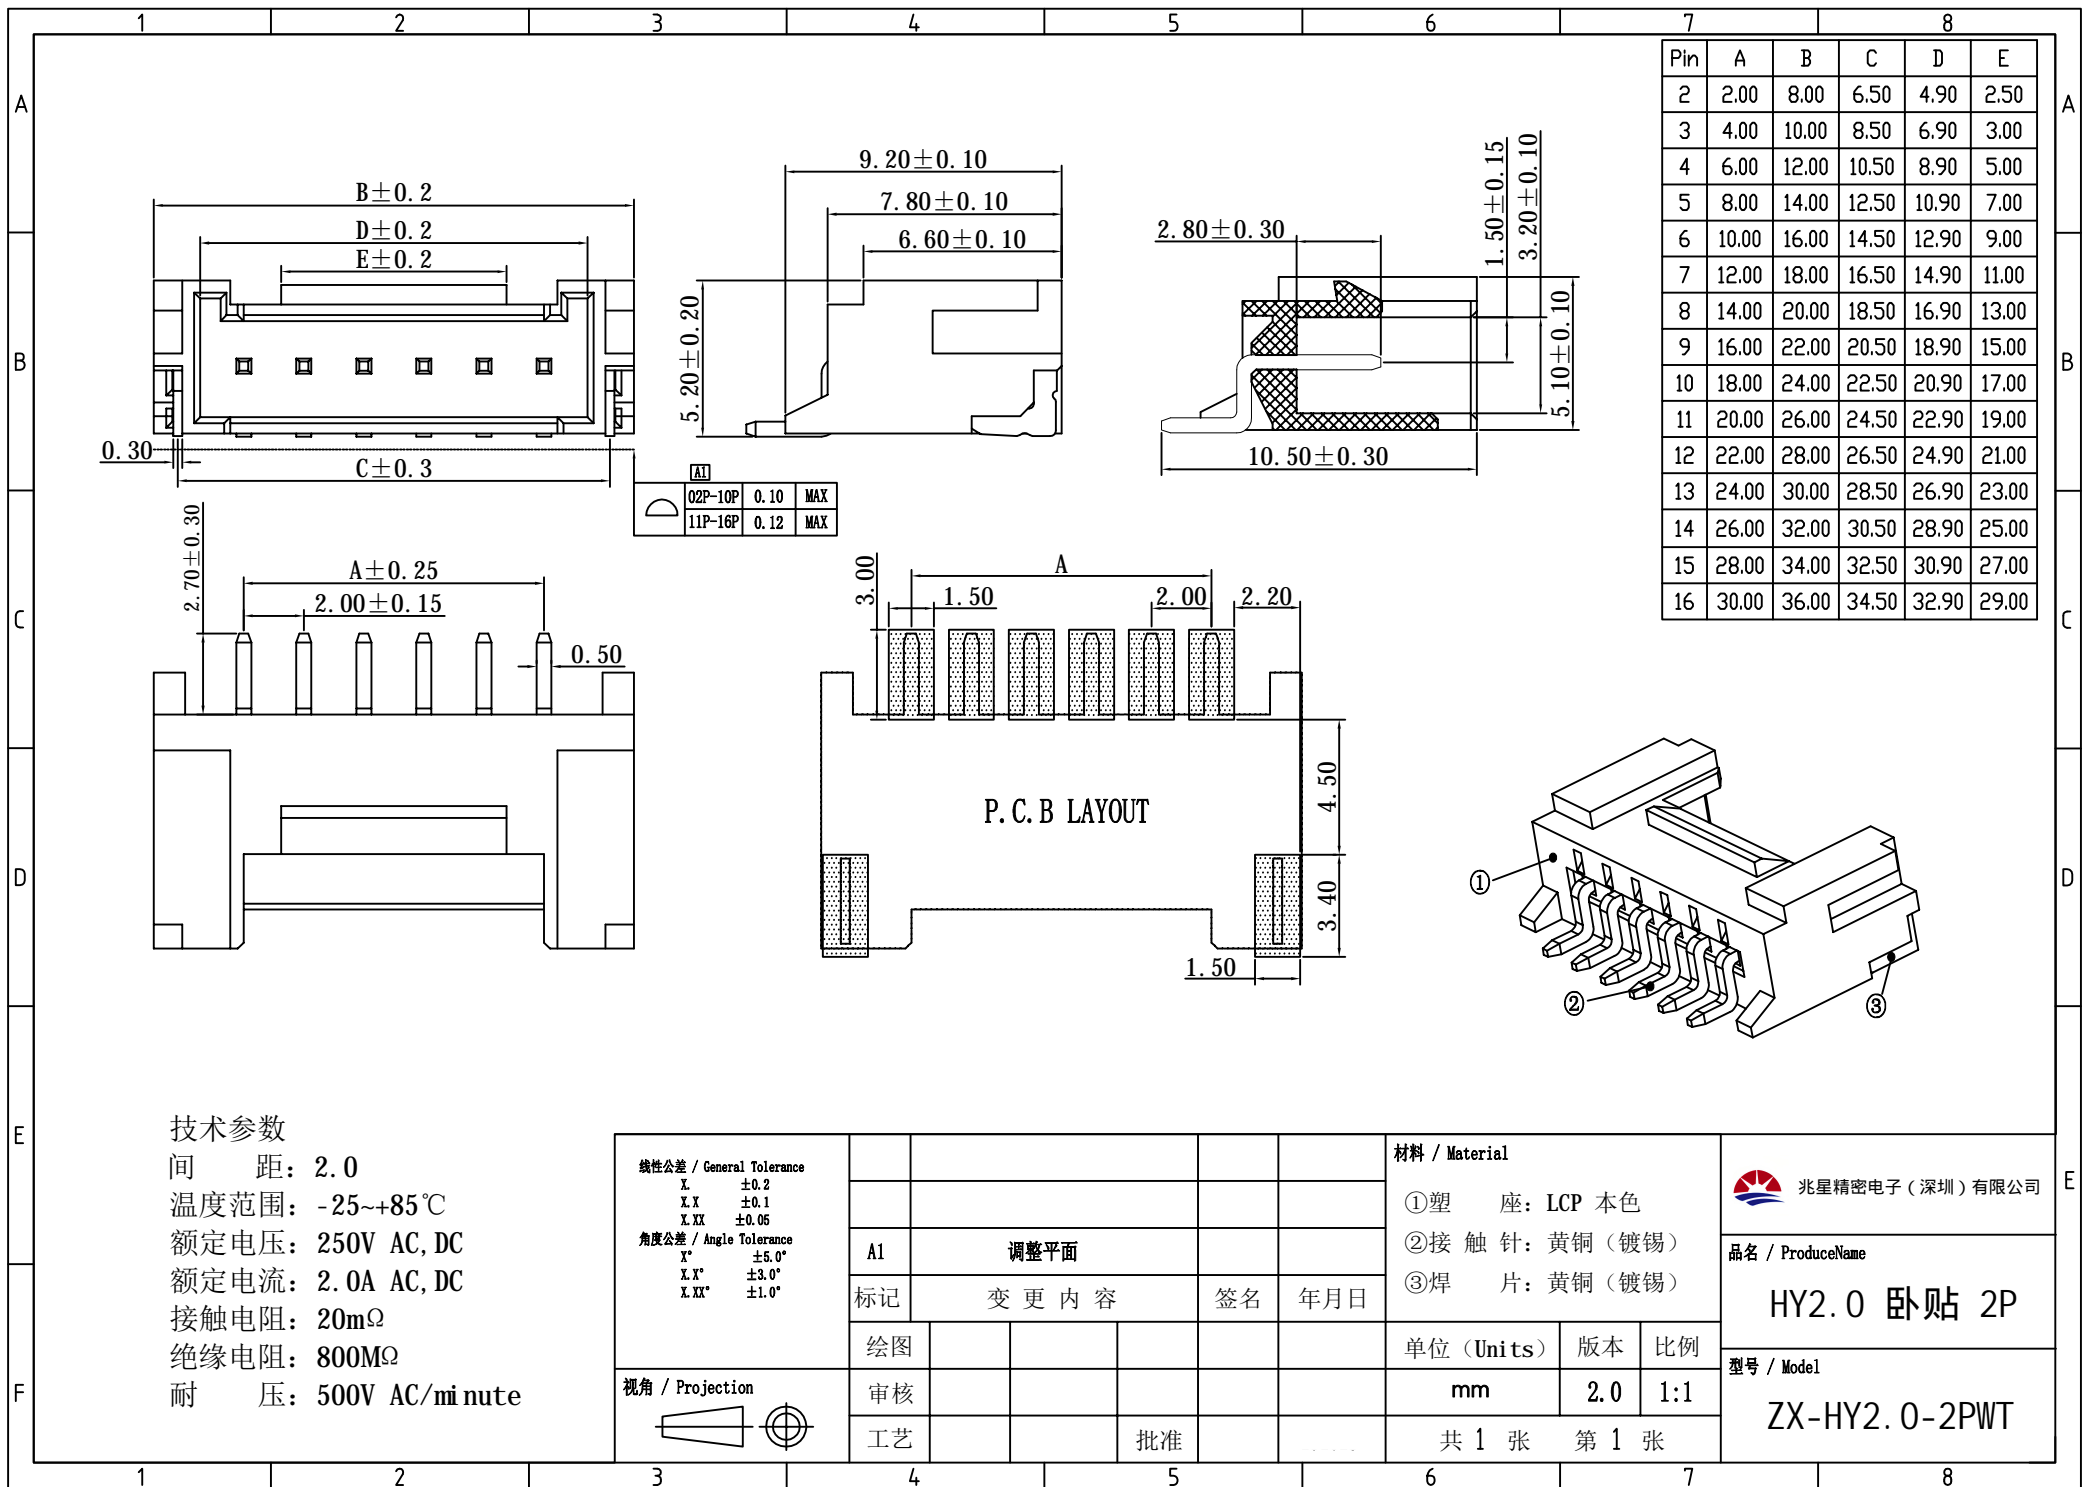 1 2 3 4 5 6 7 8
A
B
C
D
E
F
A
B
C
D
E
Pin A B C D E
2 2.00 8.00 6.50 4.90 2.50
3 4.00 10.00 8.50 6.90 3.00
4 6.00 12.00 10.50 8.90 5.00
5 8.00 14.00 12.50 10.90 7.00
6 10.00 16.00 14.50 12.90 9.00
7 12.00 18.00 16.50 14.90 11.00
8 14.00 20.00 18.50 16.90 13.00
9 16.00 22.00 20.50 18.90 15.00
10 18.00 24.00 22.50 20.90 17.00
11 20.00 26.00 24.50 22.90 19.00
12 22.00 28.00 26.50 24.90 21.00
13 24.00 30.00 28.50 26.90 23.00
14 26.00 32.00 30.50 28.90 25.00
15 28.00 34.00 32.50 30.90 27.00
16 30.00 36.00 34.50 32.90 29.00
B±0.2
D±0.2
E±0.2
0.30
C±0.3
A1
02P-10P 0.10 MAX
11P-16P 0.12 MAX
9.20±0.10
7.80±0.10
6.60±0.10
5.20±0.20
2.80±0.30
1.50±0.15
3.20±0.10
5.10±0.10
10.50±0.30
2.70±0.30
A±0.25
2.00±0.15
0.50
3.00
A
1.50
2.00
2.20
P.C.B LAYOUT
4.50
3.40
1.50
①
②
③
技术参数
间 距: 2.0
温度范围: -25~+85℃
额定电压: 250V AC,DC
额定电流: 2.0A AC,DC
接触电阻: 20mΩ
绝缘电阻: 800MΩ
耐 压: 500V AC/minute
线性公差 / General Tolerance
X. ±0.2
X.X ±0.1
X.XX ±0.05
角度公差 / Angle Tolerance
X° ±5.0°
X.X° ±3.0°
X.XX° ±1.0°
视角 / Projection
A1 调整平面
标记 变更内容 签名 年月日
绘图
审核
工艺 批准
材料 / Material
①塑 座: LCP 本色
②接触针: 黄铜（镀锡）
③焊 片: 黄铜（镀锡）
单位（Units） 版本 比例
mm 2.0 1:1
共 1 张 第 1 张
兆星精密电子（深圳）有限公司
品名 / ProduceName
HY2.0 卧贴 2P
型号 / Model
ZX-HY2.0-2PWT
1 2 3 4 5 6 7 8